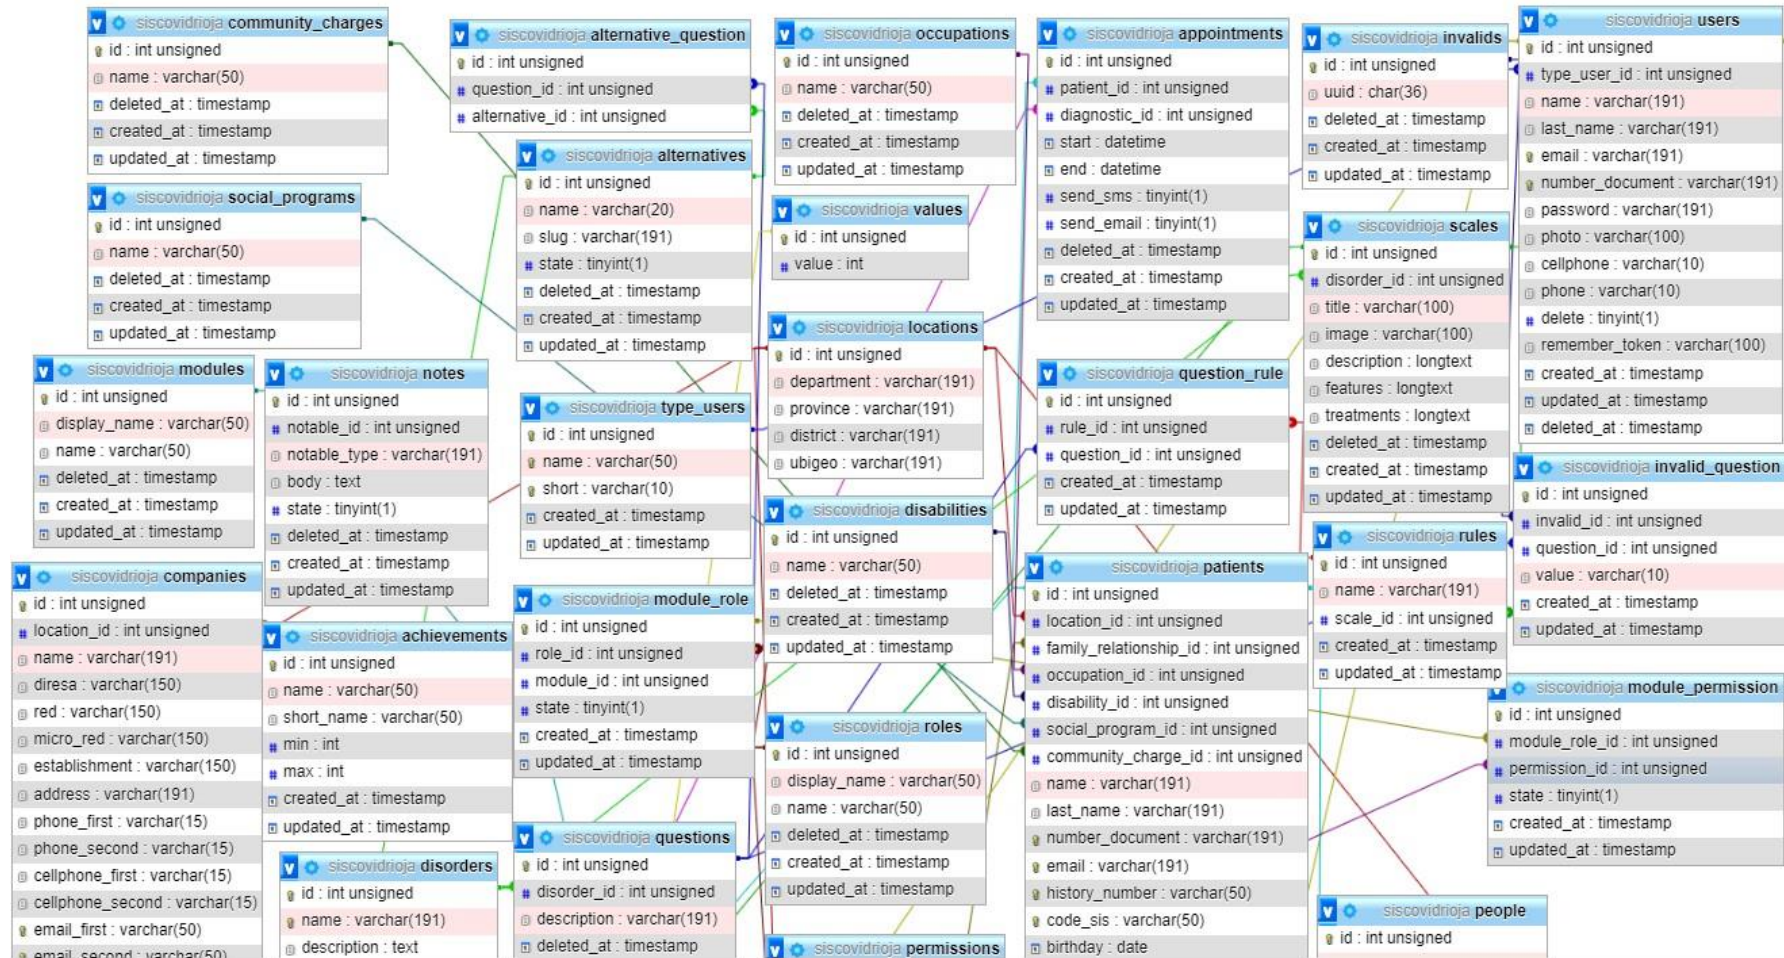 siscovidrioja community_charges
id : int unsigned
name : varchar(50)
deleted_at : timestamp
created_at : timestamp
updated_at : timestamp
siscovidrioja social_programs
id : int unsigned
name : varchar(50)
deleted_at : timestamp
created_at : timestamp
updated_at : timestamp
siscovidrioja modules
id : int unsigned
display_name : varchar(50)
name : varchar(50)
deleted_at : timestamp
created_at : timestamp
updated_at : timestamp
siscovidrioja notes
id : int unsigned
notable_id : int unsigned
notable_type : varchar(191)
body : text
state : tinyint(1)
deleted_at : timestamp
created_at : timestamp
updated_at : timestamp
siscovidrioja companies
id : int unsigned
location_id : int unsigned
name : varchar(191)
diresa : varchar(150)
red : varchar(150)
micro_red : varchar(150)
establishment : varchar(150)
address : varchar(191)
phone_first : varchar(15)
phone_second : varchar(15)
cellphone_first : varchar(15)
cellphone_second : varchar(15)
email_first : varchar(50)
email_second : varchar(50)
siscovidrioja achievements
id : int unsigned
name : varchar(50)
short_name : varchar(50)
min : int
max : int
created_at : timestamp
updated_at : timestamp
siscovidrioja disorders
id : int unsigned
name : varchar(191)
description : text
siscovidrioja alternative_question
id : int unsigned
question_id : int unsigned
alternative_id : int unsigned
siscovidrioja alternatives
id : int unsigned
name : varchar(20)
slug : varchar(191)
state : tinyint(1)
deleted_at : timestamp
created_at : timestamp
updated_at : timestamp
siscovidrioja type_users
id : int unsigned
name : varchar(50)
short : varchar(10)
created_at : timestamp
updated_at : timestamp
siscovidrioja module_role
id : int unsigned
role_id : int unsigned
module_id : int unsigned
state : tinyint(1)
created_at : timestamp
updated_at : timestamp
siscovidrioja questions
id : int unsigned
disorder_id : int unsigned
description : varchar(191)
deleted_at : timestamp
siscovidrioja occupations
id : int unsigned
name : varchar(50)
deleted_at : timestamp
created_at : timestamp
updated_at : timestamp
siscovidrioja values
id : int unsigned
value : int
siscovidrioja locations
id : int unsigned
department : varchar(191)
province : varchar(191)
district : varchar(191)
ubigeo : varchar(191)
siscovidrioja disabilities
id : int unsigned
name : varchar(50)
deleted_at : timestamp
created_at : timestamp
updated_at : timestamp
siscovidrioja roles
id : int unsigned
display_name : varchar(50)
name : varchar(50)
deleted_at : timestamp
created_at : timestamp
updated_at : timestamp
siscovidrioja permissions
siscovidrioja appointments
id : int unsigned
patient_id : int unsigned
diagnostic_id : int unsigned
start : datetime
end : datetime
send_sms : tinyint(1)
send_email : tinyint(1)
deleted_at : timestamp
created_at : timestamp
updated_at : timestamp
siscovidrioja question_rule
id : int unsigned
rule_id : int unsigned
question_id : int unsigned
created_at : timestamp
updated_at : timestamp
siscovidrioja patients
id : int unsigned
location_id : int unsigned
family_relationship_id : int unsigned
occupation_id : int unsigned
disability_id : int unsigned
social_program_id : int unsigned
community_charge_id : int unsigned
name : varchar(191)
last_name : varchar(191)
number_document : varchar(191)
email : varchar(191)
history_number : varchar(50)
code_sis : varchar(50)
birthday : date
siscovidrioja invalids
id : int unsigned
uuid : char(36)
deleted_at : timestamp
created_at : timestamp
updated_at : timestamp
siscovidrioja scales
id : int unsigned
disorder_id : int unsigned
title : varchar(100)
image : varchar(100)
description : longtext
features : longtext
treatments : longtext
deleted_at : timestamp
created_at : timestamp
updated_at : timestamp
siscovidrioja rules
id : int unsigned
name : varchar(191)
scale_id : int unsigned
created_at : timestamp
updated_at : timestamp
siscovidrioja users
id : int unsigned
type_user_id : int unsigned
name : varchar(191)
last_name : varchar(191)
email : varchar(191)
number_document : varchar(191)
password : varchar(191)
photo : varchar(100)
cellphone : varchar(10)
phone : varchar(10)
delete : tinyint(1)
remember_token : varchar(100)
created_at : timestamp
updated_at : timestamp
deleted_at : timestamp
siscovidrioja invalid_question
id : int unsigned
invalid_id : int unsigned
question_id : int unsigned
value : varchar(10)
created_at : timestamp
updated_at : timestamp
siscovidrioja module_permission
id : int unsigned
module_role_id : int unsigned
permission_id : int unsigned
state : tinyint(1)
created_at : timestamp
updated_at : timestamp
siscovidrioja people
id : int unsigned